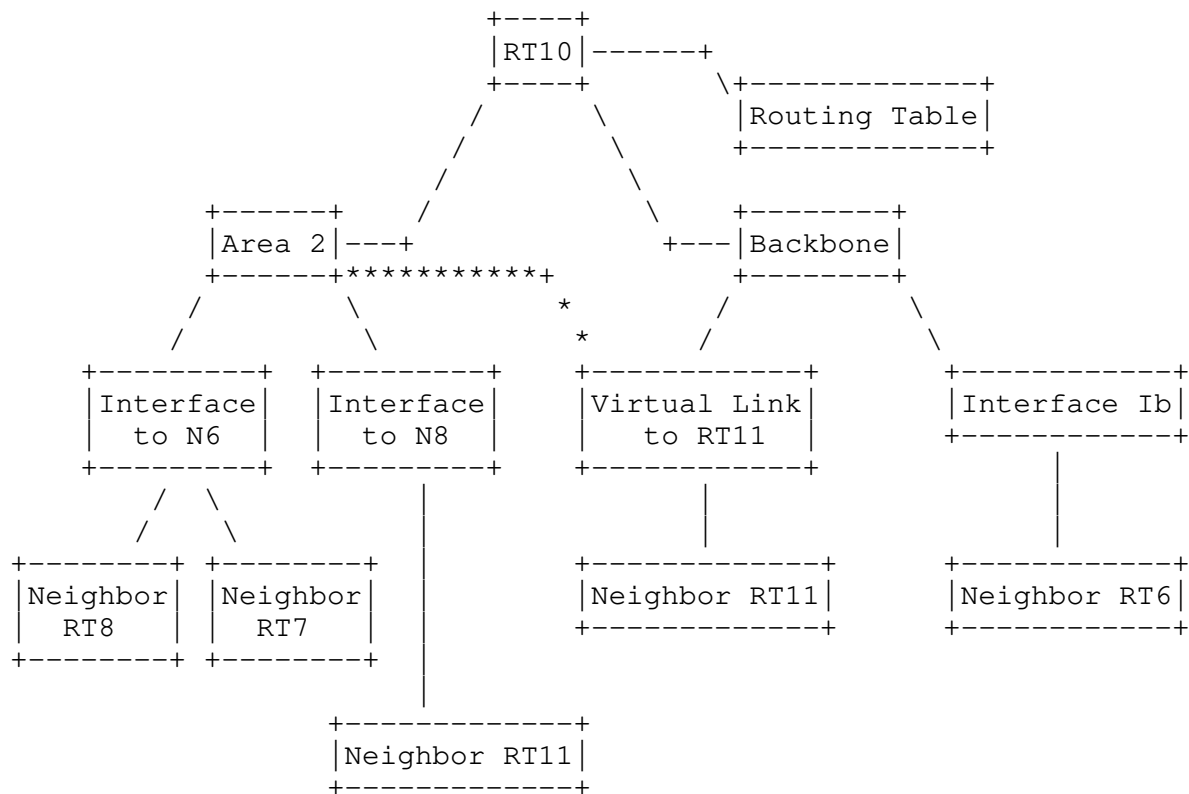 RT10
Routing Table
Area 2
Backbone
Interface
to N6
Interface
to N8
Virtual Link
to RT11
Interface Ib
Neighbor
RT8
Neighbor
RT7
Neighbor RT11
Neighbor RT6
Neighbor RT11